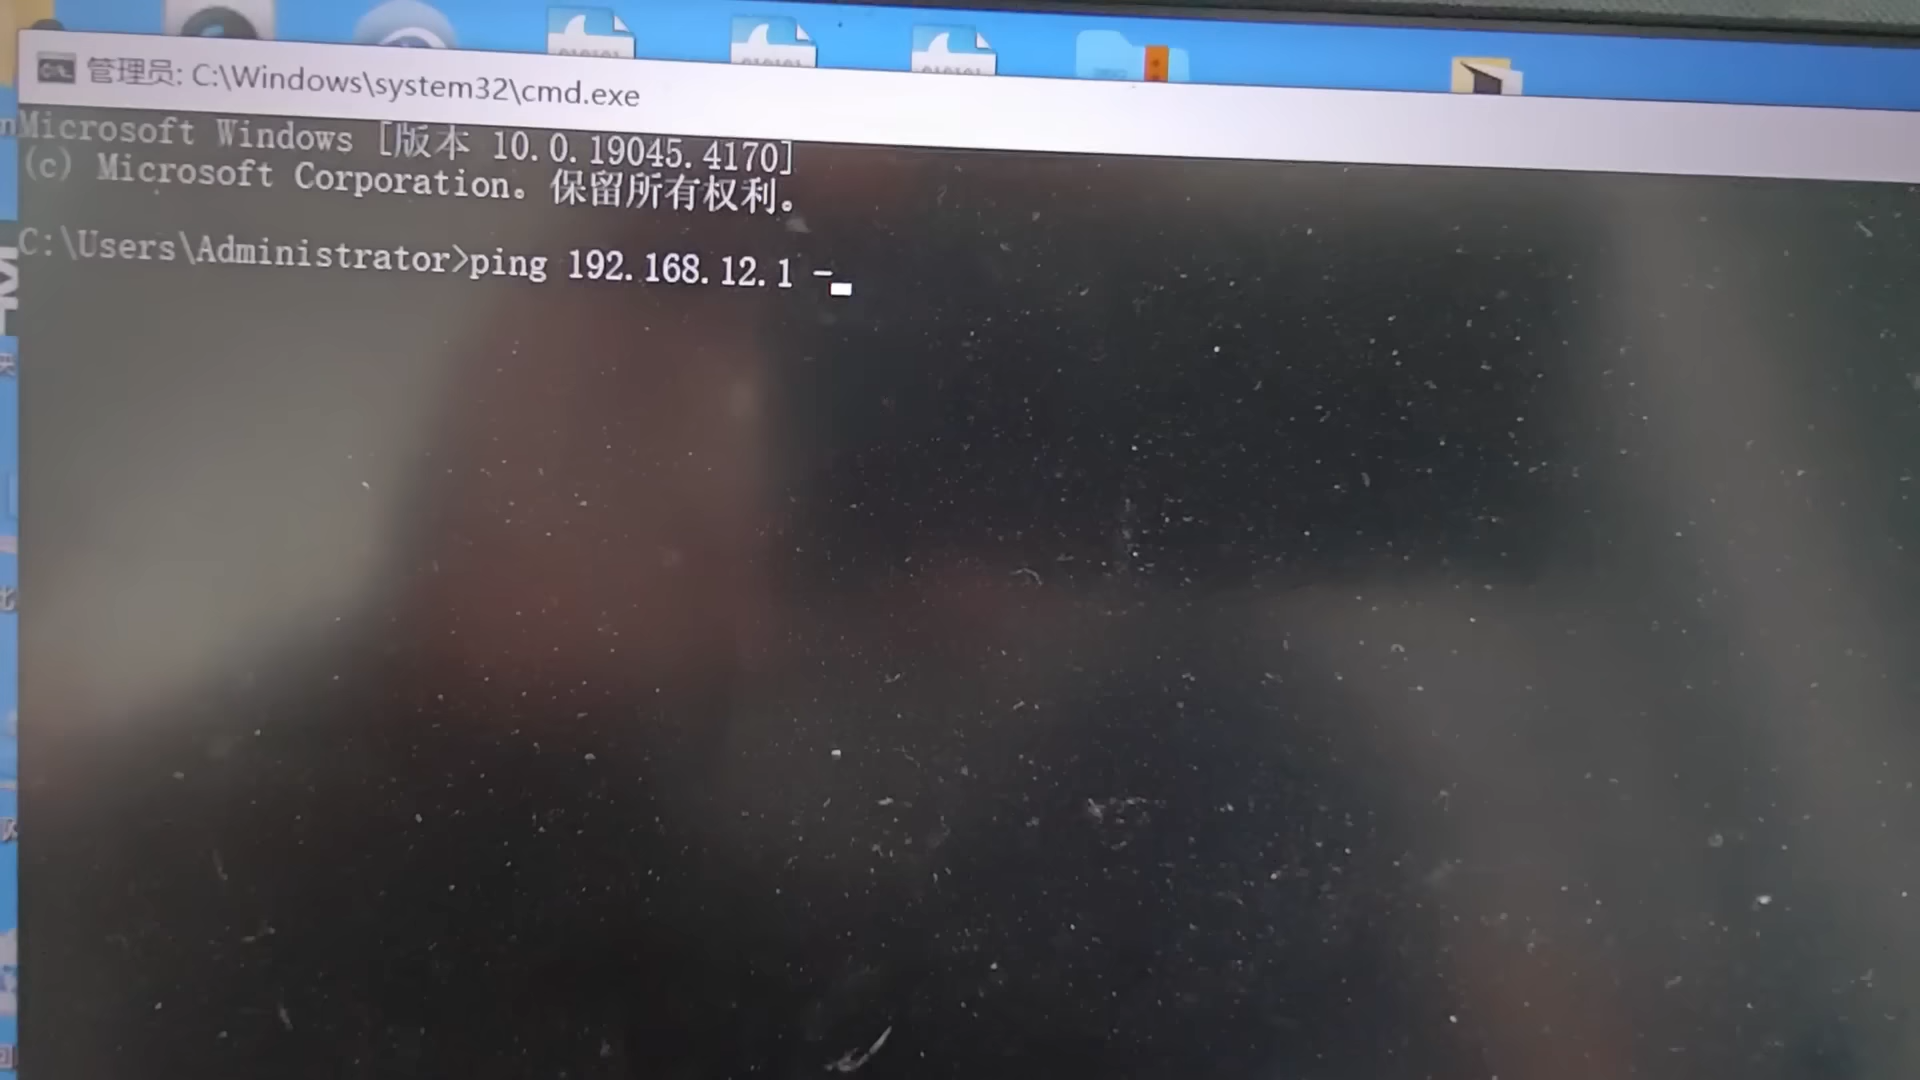 管理员: C:\Windows\system32\cmd.exe
Microsoft Windows [版本 10.0.19045.4170]
(c) Microsoft Corporation。保留所有权利。
C:\Users\Administrator>ping 192.168.12.1 -